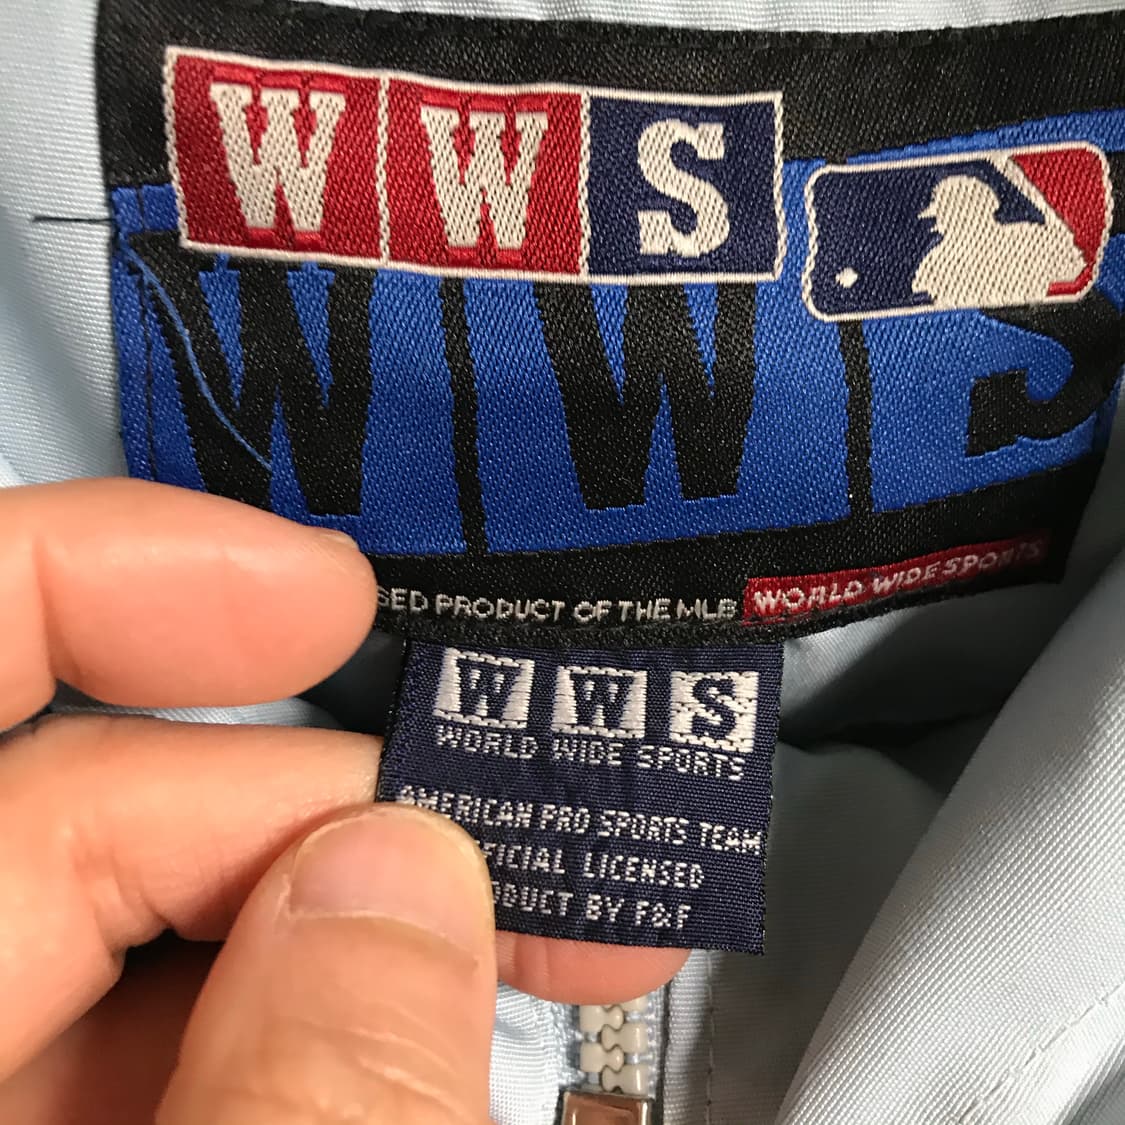 WWS
WWS
SED PRODUCT OF THE MLB WORLD WIDE SPORTS
W W S
WORLD WIDE SPORTS
AMERICAN PRO SPORTS TEAM
FICIAL LICENSED
DUCT BY F&F